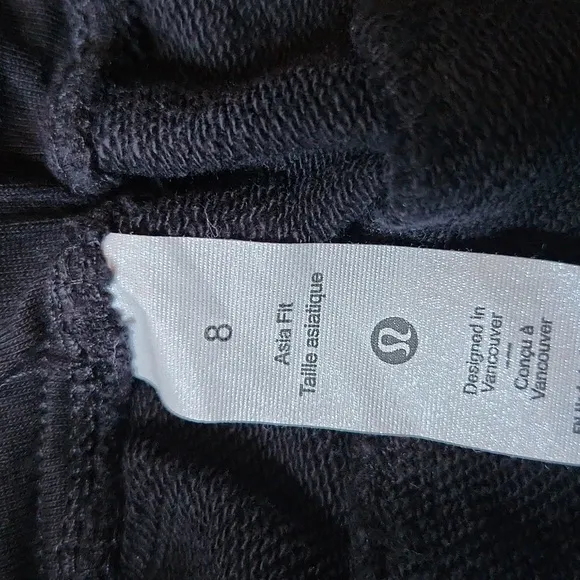 8
Asia Fit
Taille asiatique
Designed in
Vancouver
Conçu à
Vancouver